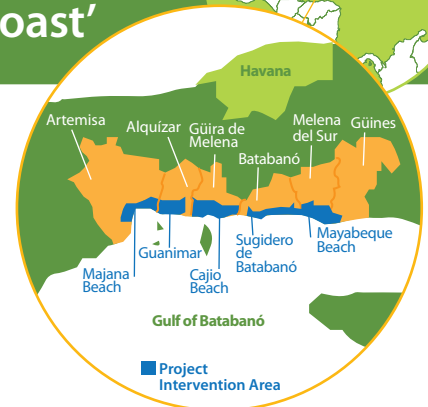 oast’
Havana
Artemisa
Alquízar
Güira de
Melena
Batabanó
Melena
del Sur
Güines
Majana
Beach
Guanimar
Cajio
Beach
Sugidero
de
Batabanó
Mayabeque
Beach
Gulf of Batabanó
Project
Intervention Area